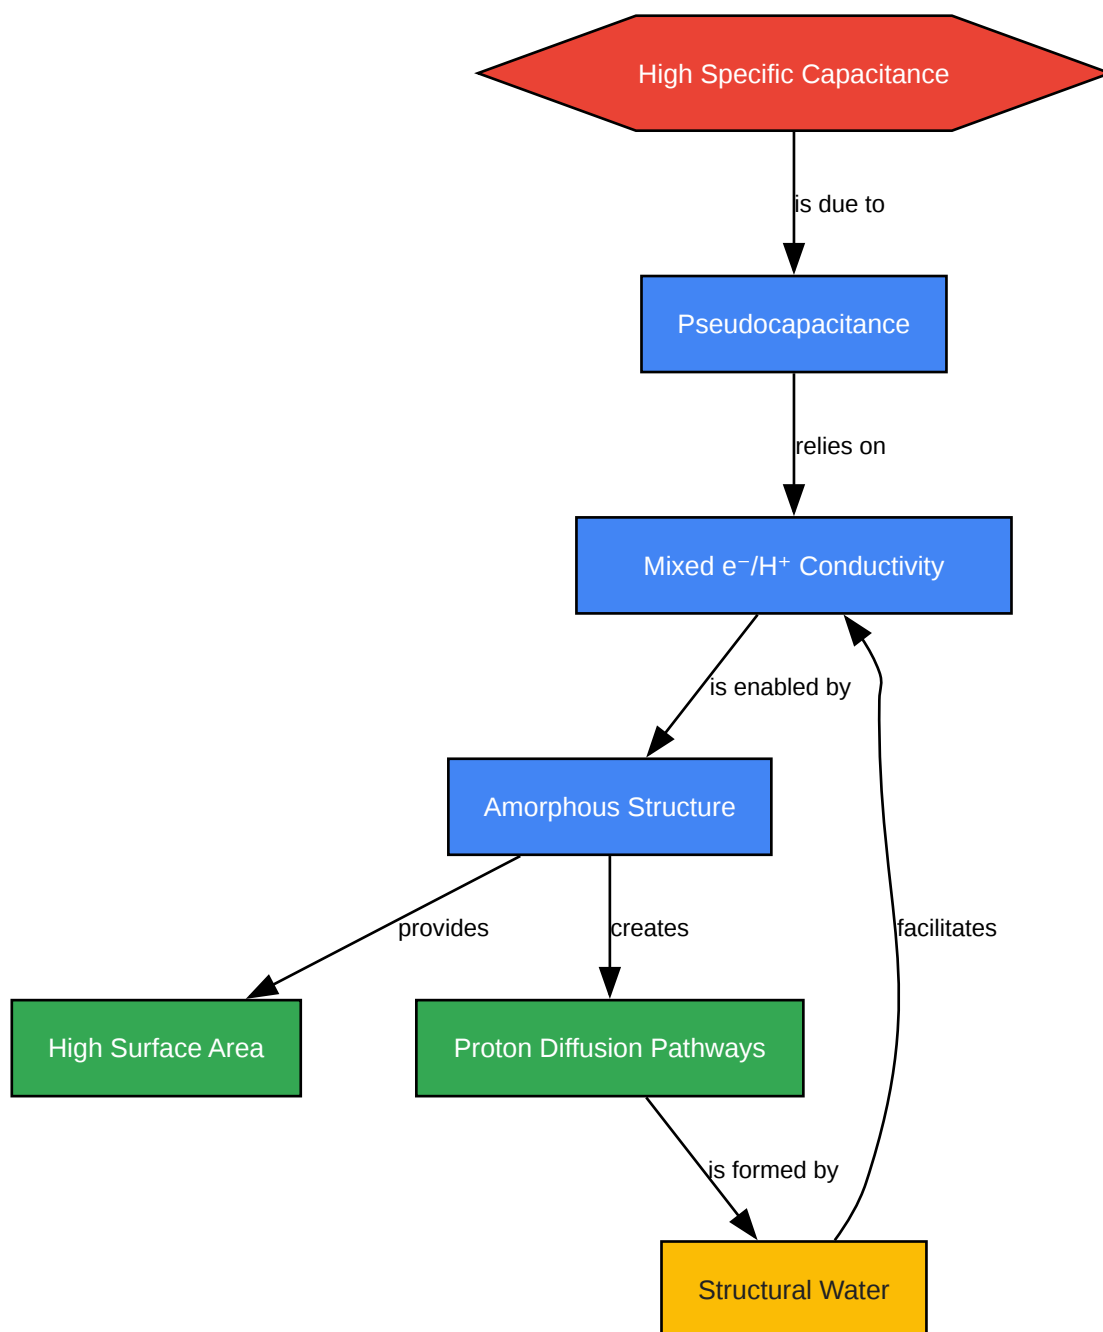 High Specific Capacitance
is due to
Pseudocapacitance
relies on
Mixed e⁻/H⁺ Conductivity
is enabled by
Amorphous Structure
provides
creates
facilitates
High Surface Area
Proton Diffusion Pathways
is formed by
Structural Water